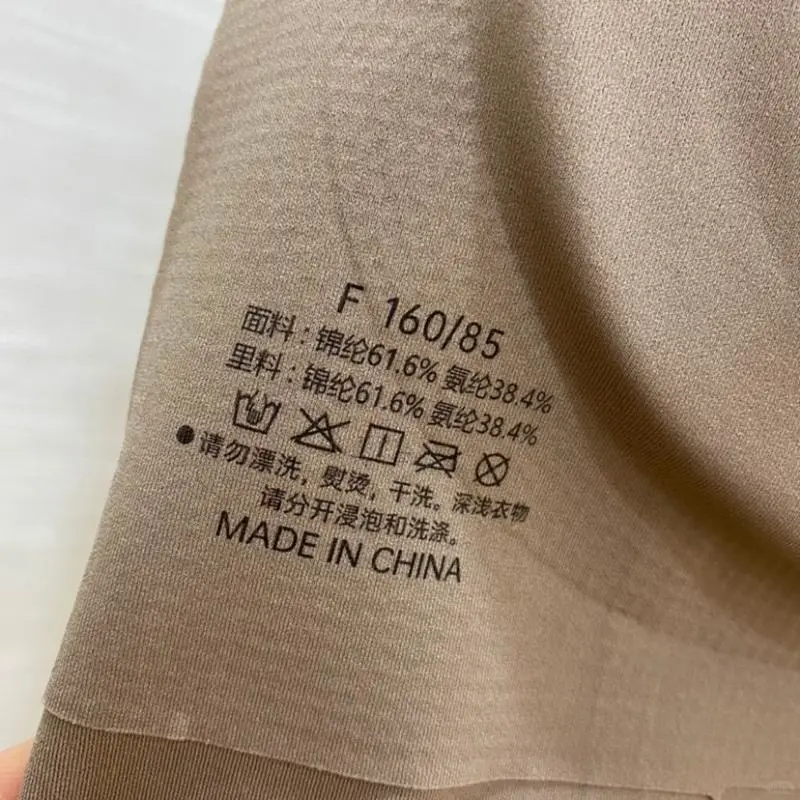 F 160/85
面料:锦纶61.6% 氨纶38.4%
里料:锦纶61.6% 氨纶38.4%
●请勿漂洗,熨烫,干洗。深浅衣物
请分开浸泡和洗涤。
MADE IN CHINA